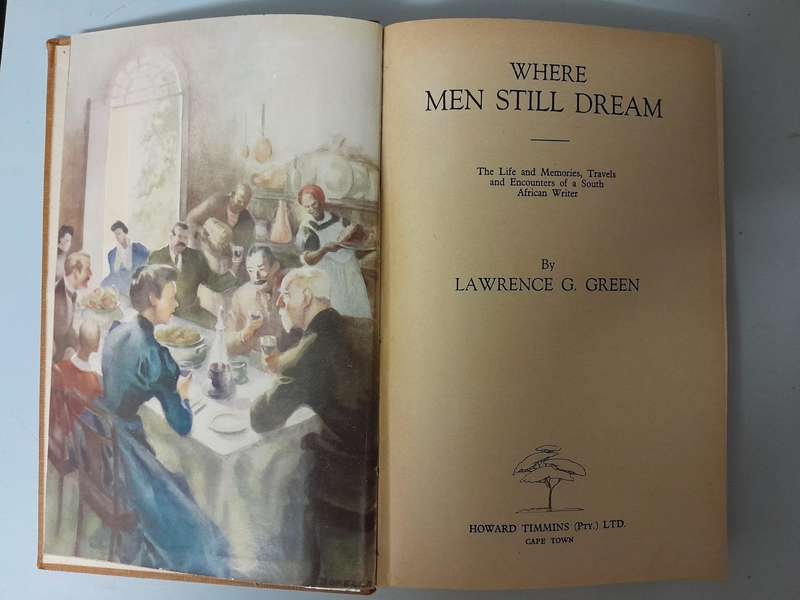 WHERE
MEN STILL DREAM
The Life and Memories, Travels
and Encounters of a South
African Writer
By
LAWRENCE G. GREEN
HOWARD TIMMINS (Pty.) LTD.
CAPE TOWN